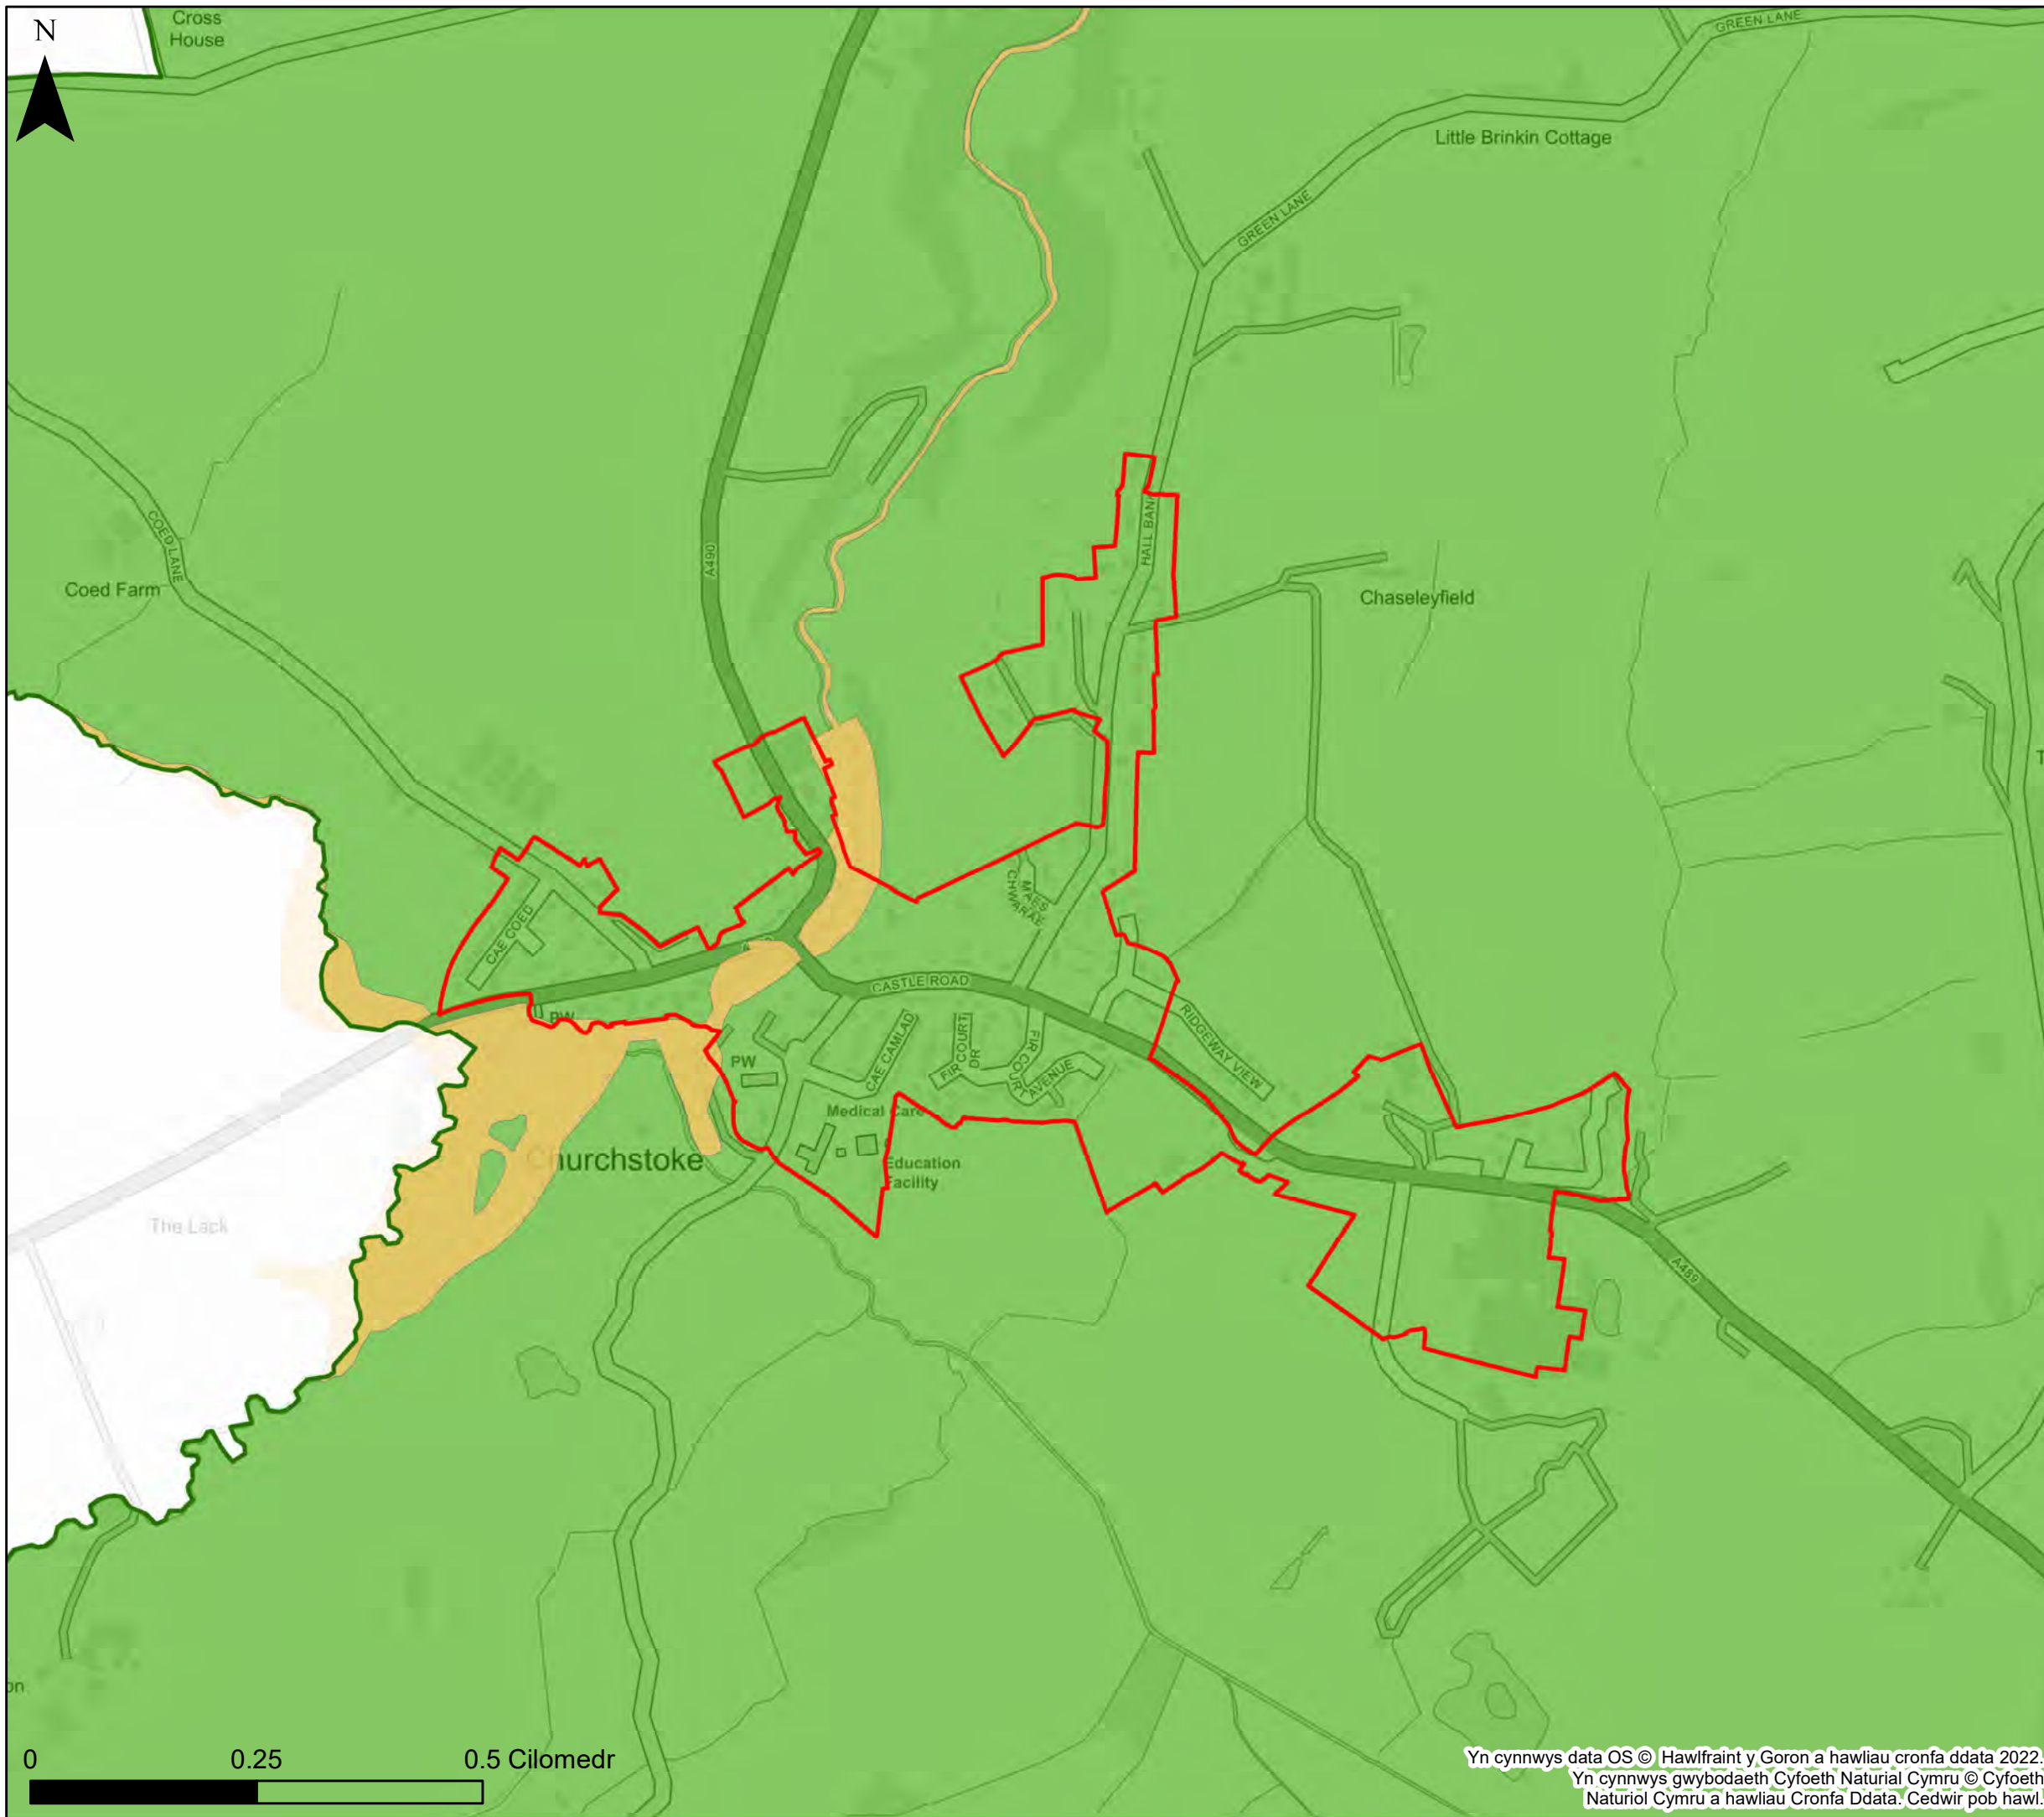 Cross
House
N
GREEN LANE
Little Brinkin Cottage
GREEN LANE
HALL BANK
COED LANE
A490
Coed Farm
Chaseleyfield
MAES
CHWARAE
CAE COED
CASTLE ROAD
PW
RIDGEWAY VIEW
CAE CAMLAD
FIR COURT
DR
FIR COURT
AVENUE
PW
Medical Care
Churchstoke
Education
Facility
The Lack
A489
on
0 0.25 0.5 Cilomedr
Yn cynnwys data OS © Hawlfraint y Goron a hawliau cronfa ddata 2022.
Yn cynnwys gwybodaeth Cyfoeth Naturial Cymru © Cyfoeth
Naturiol Cymru a hawliau Cronfa Ddata. Cedwir pob hawl.